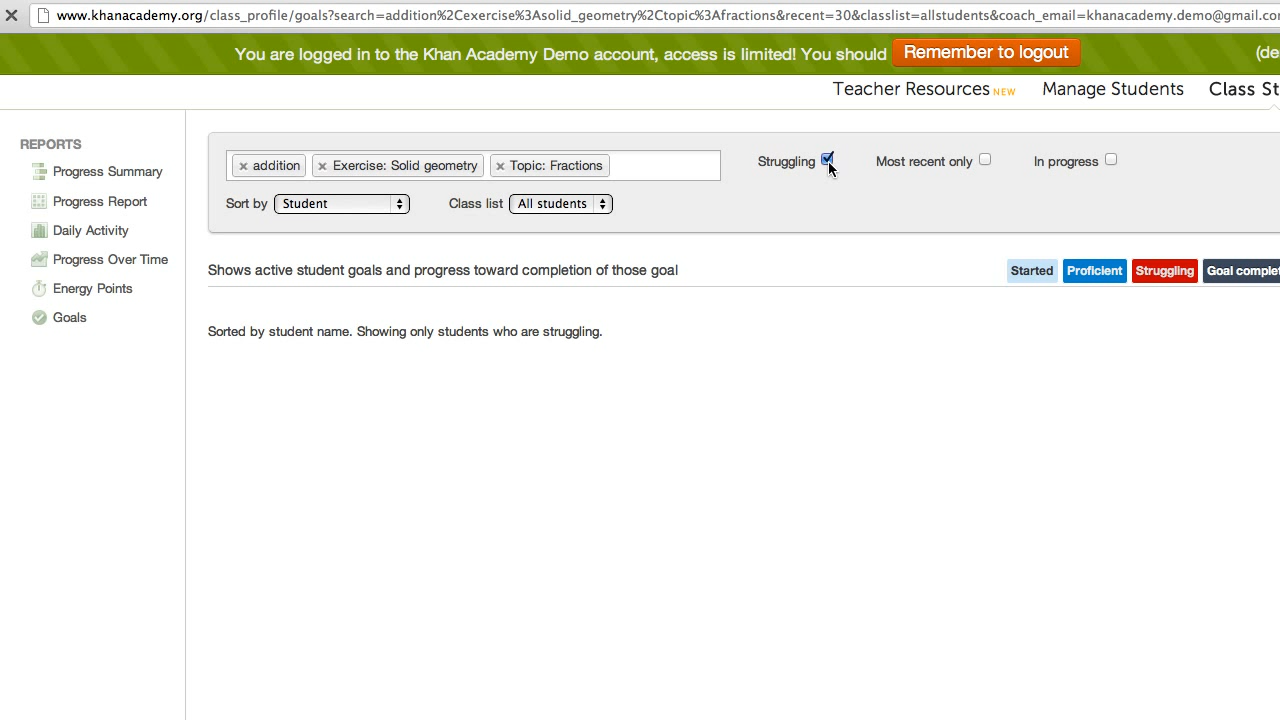 www.khanacademy.org/class_profile/goals?search=addition%2Cexercise%3Asolid_geometry%2Ctopic%3Afractions&recent=30&classlist=allstudents&coach_email=khanacademy.demo@gmail.co
You are logged in to the Khan Academy Demo account, access is limited! You should Remember to logout (de
Teacher Resources NEW Manage Students Class St
REPORTS
Progress Summary
Progress Report
Daily Activity
Progress Over Time
Energy Points
Goals
× addition × Exercise: Solid geometry × Topic: Fractions Struggling Most recent only In progress
Sort by Student Class list All students
Shows active student goals and progress toward completion of those goal Started Proficient Struggling Goal complet
Sorted by student name. Showing only students who are struggling.